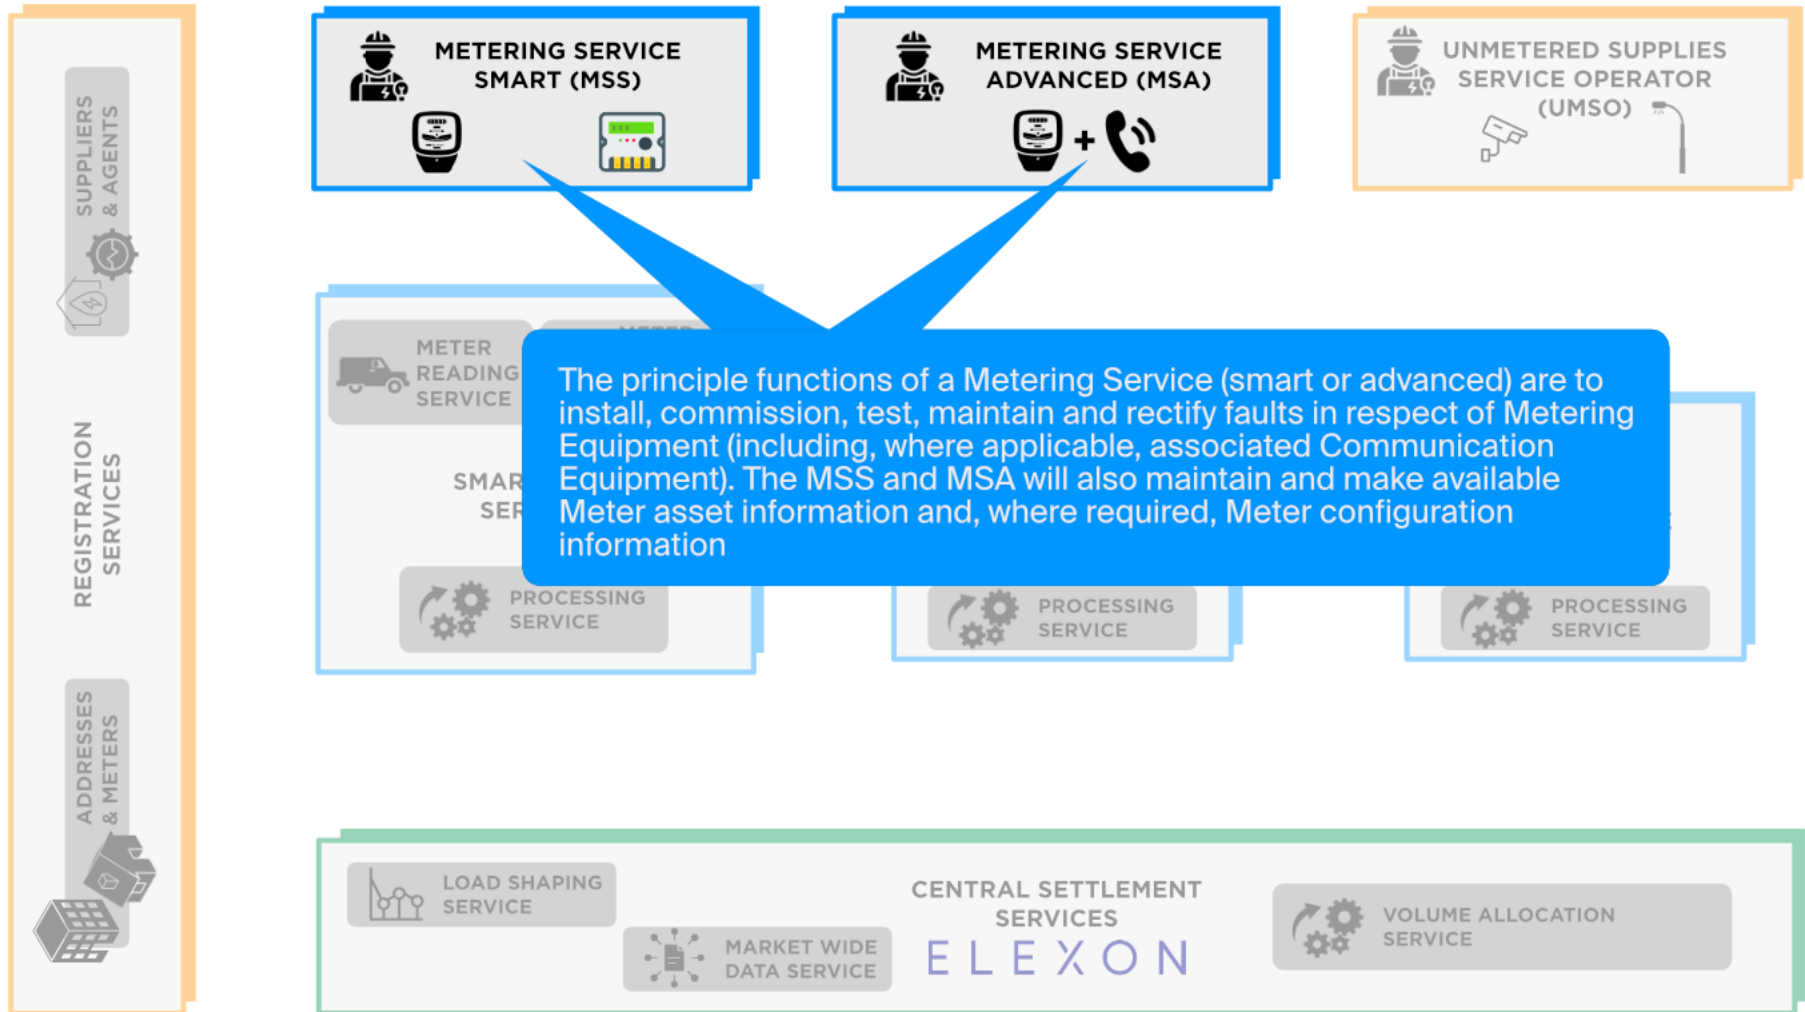 SUPPLIERS
& AGENTS
REGISTRATION
SERVICES
ADDRESSES
& METERS
METERING SERVICE
SMART (MSS)
METERING SERVICE
ADVANCED (MSA)
UNMETERED SUPPLIES
SERVICE OPERATOR
(UMSO)
METER
READING
SERVICE
The principle functions of a Metering Service (smart or advanced) are to
install, commission, test, maintain and rectify faults in respect of Metering
Equipment (including, where applicable, associated Communication
Equipment). The MSS and MSA will also maintain and make available
Meter asset information and, where required, Meter configuration
information
PROCESSING
SERVICE
PROCESSING
SERVICE
PROCESSING
SERVICE
LOAD SHAPING
SERVICE
MARKET WIDE
DATA SERVICE
CENTRAL SETTLEMENT
SERVICES
ELEXON
VOLUME ALLOCATION
SERVICE